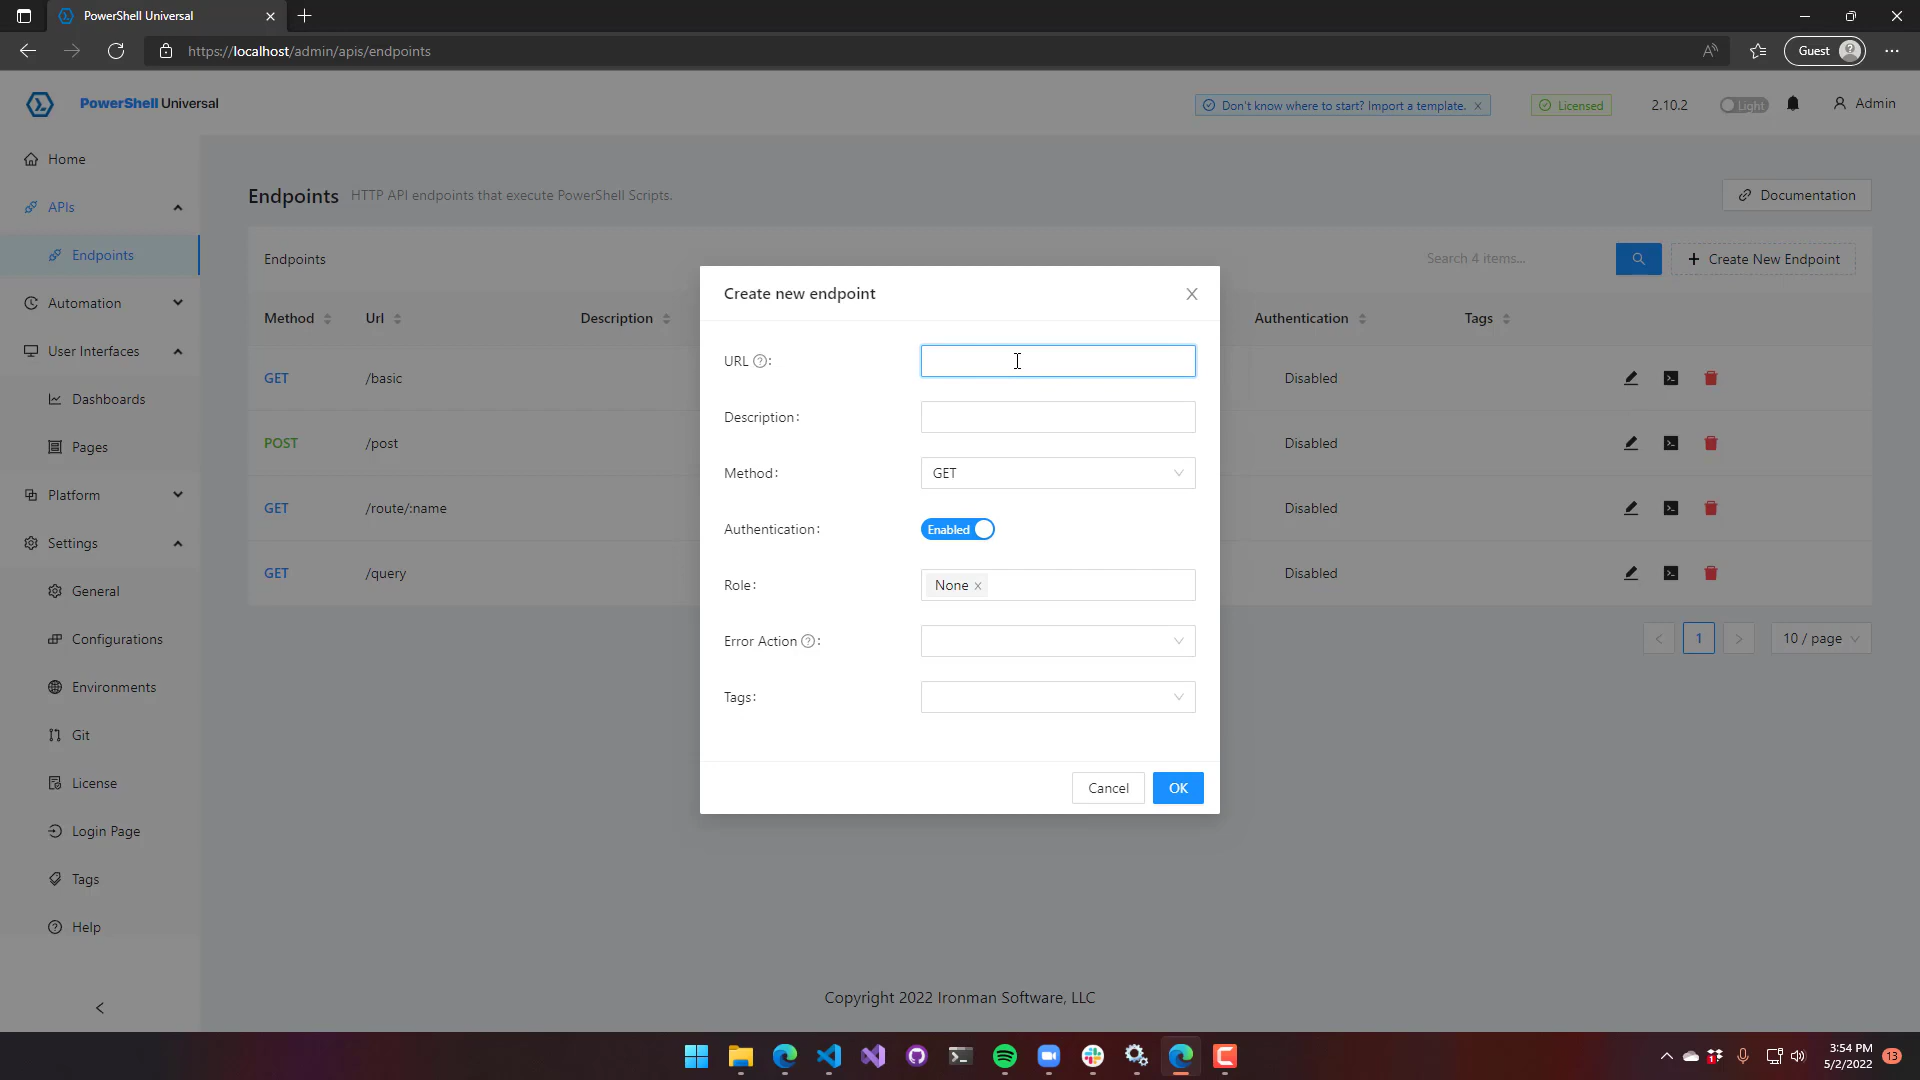 PowerShell Universal
https://localhost/admin/apis/endpoints
Guest
PowerShell Universal
Don't know where to start? Import a template.
Licensed
2.10.2
Light
Admin
Home
APIs
Endpoints
Automation
User Interfaces
Dashboards
Pages
Platform
Settings
General
Configurations
Environments
Git
License
Login Page
Tags
Help
Endpoints HTTP API endpoints that execute PowerShell Scripts.
Documentation
Endpoints
Search 4 items...
Create New Endpoint
Method Url Description Authentication Tags
GET /basic Disabled
POST /post Disabled
GET /route/:name Disabled
GET /query Disabled
1
10 / page
Create new endpoint
URL :
Description:
Method: GET
Authentication: Enabled
Role: None
Error Action :
Tags:
Cancel OK
Copyright 2022 Ironman Software, LLC
3:54 PM
5/2/2022
13